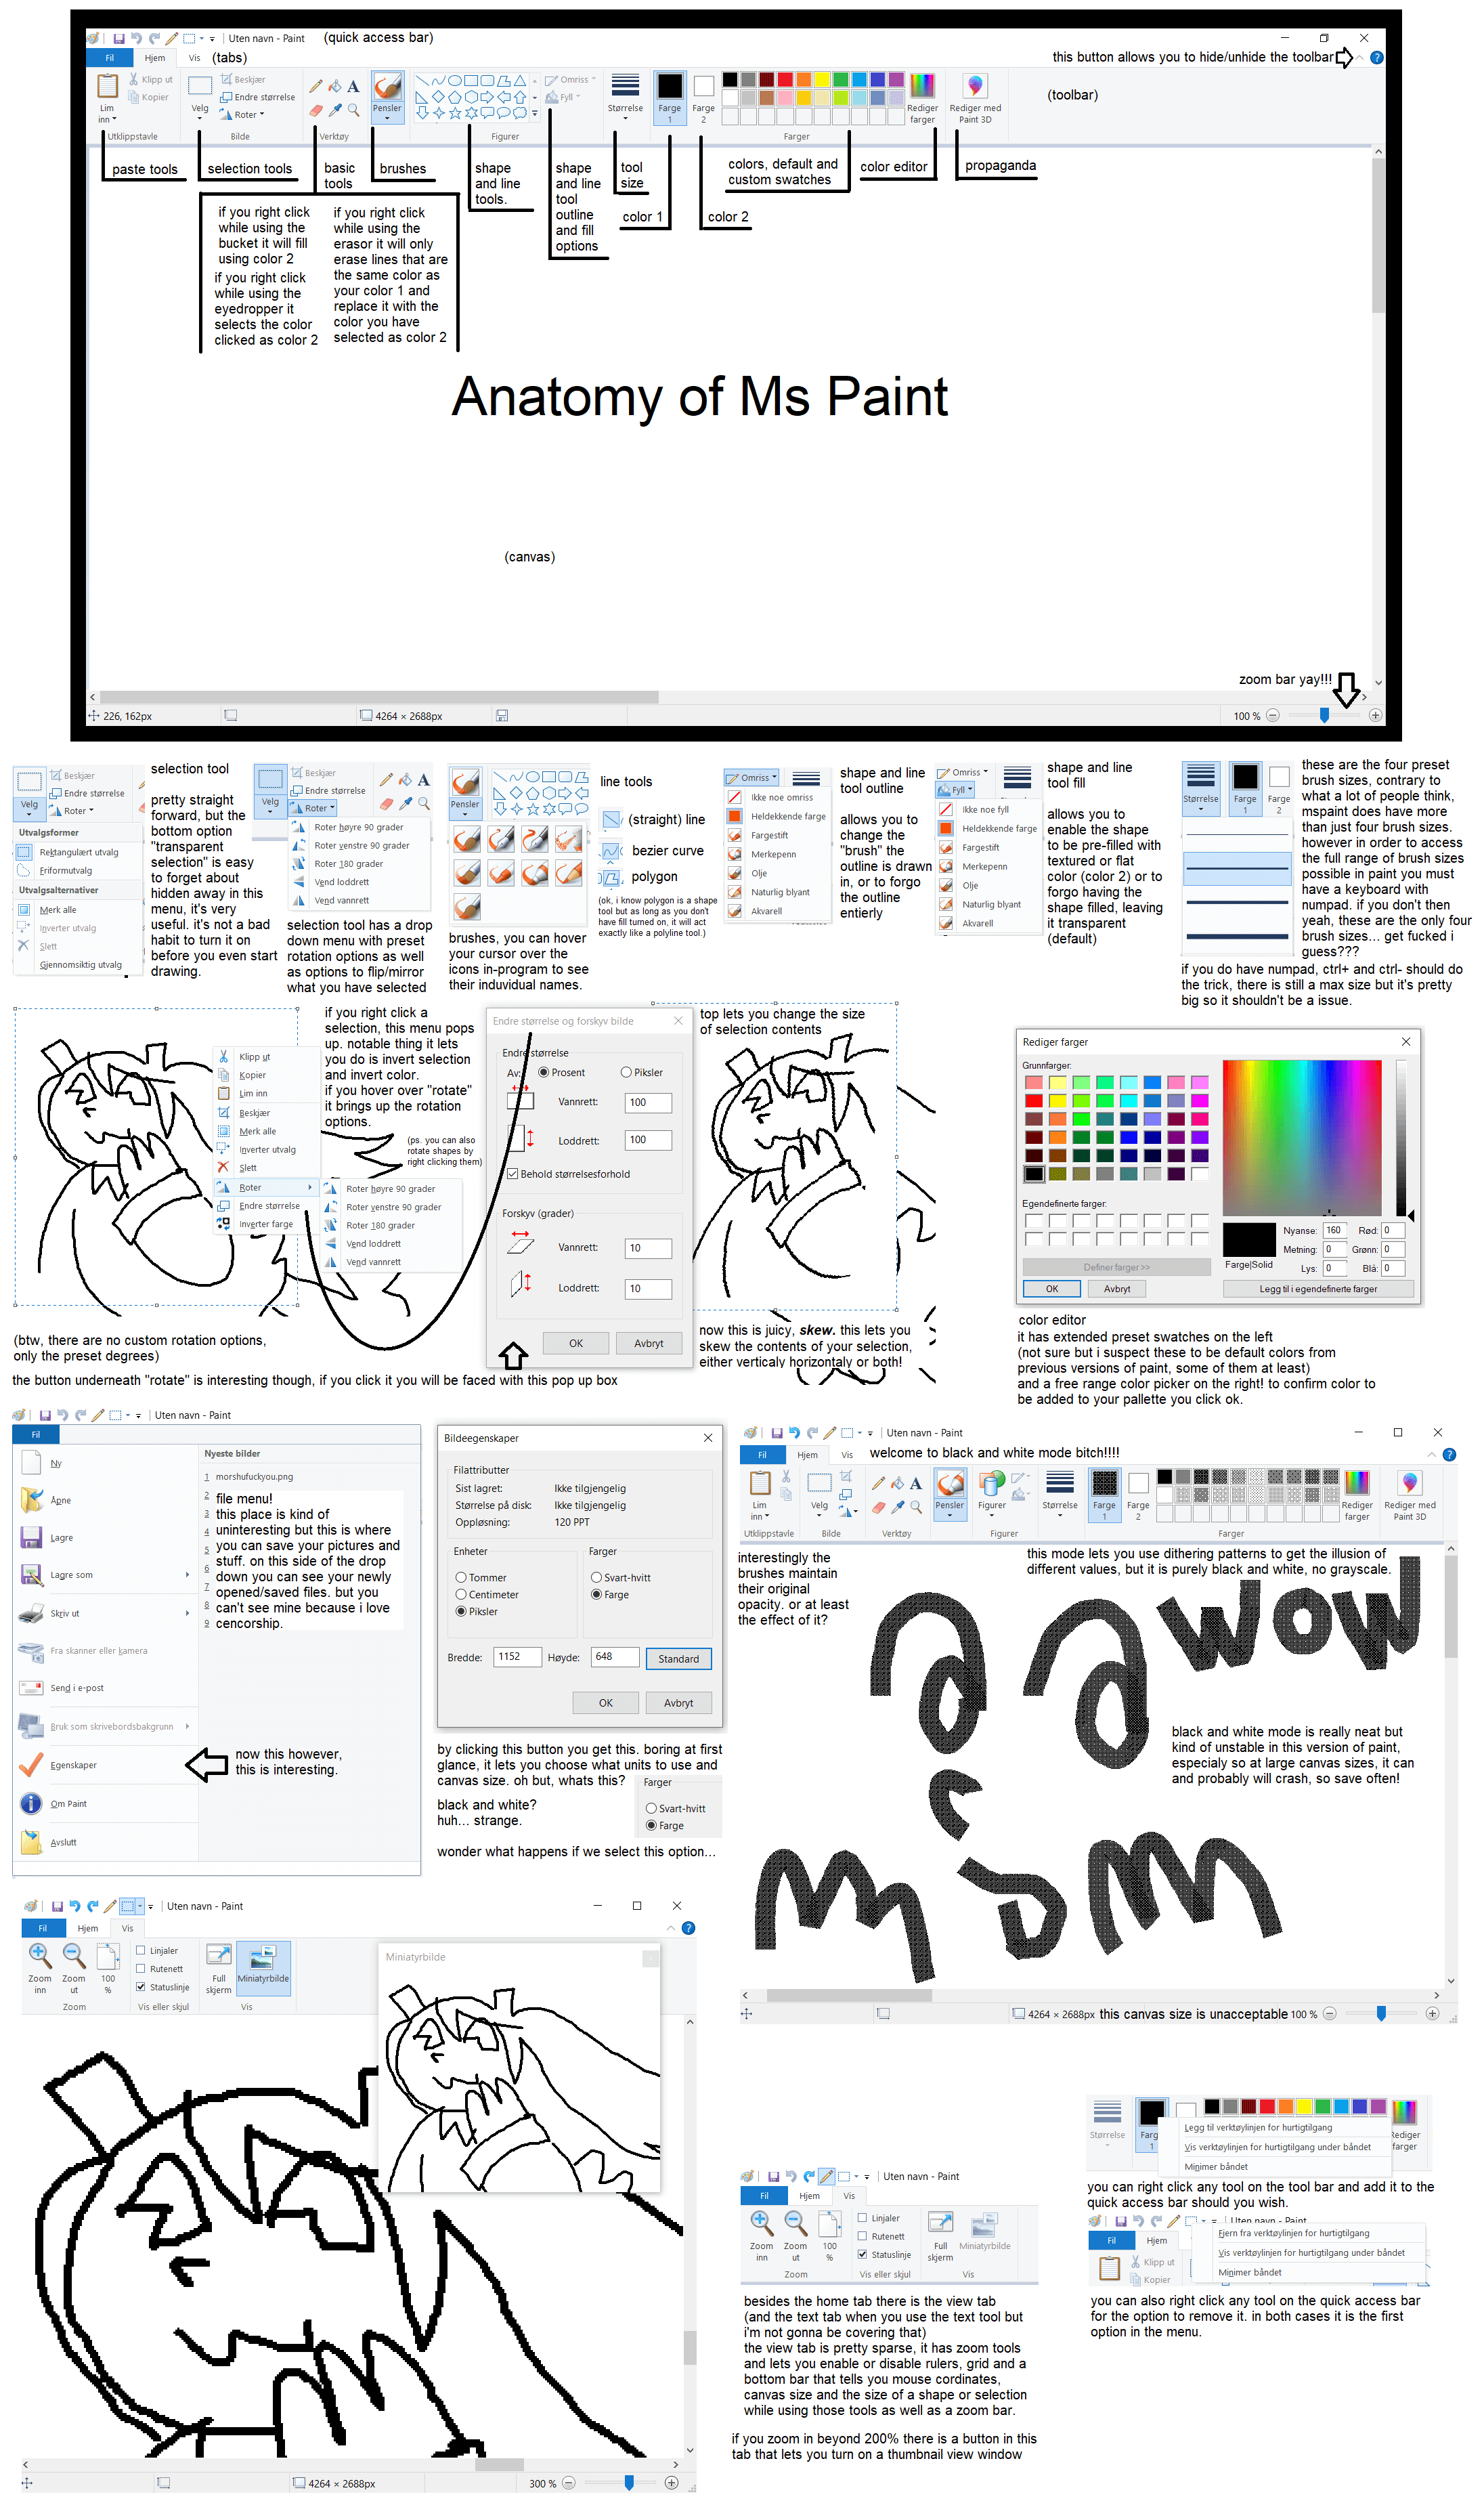 Uten navn - Paint
(quick access bar)
Fil
Hjem
Vis
(tabs)
this button allows you to hide/unhide the toolbar
Lim
inn
Klipp ut
Kopier
Utklippstavle
Velg
Beskjær
Endre størrelse
Roter
Bilde
Verktøy
Pensler
Omriss
Fyll
Figurer
Størrelse
Farge
1
Farge
2
Farger
Rediger
farger
Rediger med
Paint 3D
(toolbar)
paste tools
selection tools
basic
tools
brushes
shape
and line
tools.
shape
and line
tool
outline
and fill
options
tool
size
color 1
color 2
colors, default and
custom swatches
color editor
propaganda
if you right click
while using the
bucket it will fill
using color 2
if you right click
while using the
eyedropper it
selects the color
clicked as color 2
if you right click
while using the
erasor it will only
erase lines that are
the same color as
your color 1 and
replace it with the
color you have
selected as color 2
Anatomy of Ms Paint
(canvas)
zoom bar yay!!!
226, 162px
4264 × 2688px
100 %
Velg
Beskjær
Endre størrelse
Roter
Utvalgsformer
Rektangulært utvalg
Friformutvalg
Utvalgsalternativer
Merk alle
Inverter utvalg
Slett
Gjennomsiktig utvalg
selection tool
pretty straight
forward, but the
bottom option
"transparent
selection" is easy
to forget about
hidden away in this
menu, it's very
useful. it's not a bad
habit to turn it on
before you even start
drawing.
Velg
Beskjær
Endre størrelse
Roter
Roter høyre 90 grader
Roter venstre 90 grader
Roter 180 grader
Vend loddrett
Vend vannrett
selection tool has a drop
down menu with preset
rotation options as well
as options to flip/mirror
what you have selected
Pensler
brushes, you can hover
your cursor over the
icons in-program to see
their induvidual names.
line tools
(straight) line
bezier curve
polygon
(ok, i know polygon is a shape
tool but as long as you don't
have fill turned on, it will act
exactly like a polyline tool.)
Omriss
Ikke noe omriss
Heldekkende farge
Fargestift
Merkepenn
Olje
Naturlig blyant
Akvarell
shape and line
tool outline
allows you to
change the
"brush" the
outline is drawn
in, or to forgo
the outline
entierly
Omriss
Fyll
Ikke noe fyll
Heldekkende farge
Fargestift
Merkepenn
Olje
Naturlig blyant
Akvarell
shape and line
tool fill
allows you to
enable the shape
to be pre-filled with
textured or flat
color (color 2) or to
forgo having the
shape filled, leaving
it transparent
(default)
Størrelse
Farge
1
Farge
2
these are the four preset
brush sizes, contrary to
what a lot of people think,
mspaint does have more
than just four brush sizes.
however in order to access
the full range of brush sizes
possible in paint you must
have a keyboard with
numpad. if you don't then
yeah, these are the only four
brush sizes... get fucked i
guess???
if you do have numpad, ctrl+ and ctrl- should do
the trick, there is still a max size but it's pretty
big so it shouldn't be a issue.
Klipp ut
Kopier
Lim inn
Beskjær
Merk alle
Inverter utvalg
Slett
Roter
Endre størrelse
Inverter farge
Roter høyre 90 grader
Roter venstre 90 grader
Roter 180 grader
Vend loddrett
Vend vannrett
if you right click a
selection, this menu pops
up. notable thing it lets
you do is invert selection
and invert color.
if you hover over "rotate"
it brings up the rotation
options.
(ps. you can also
rotate shapes by
right clicking them)
(btw, there are no custom rotation options,
only the preset degrees)
the button underneath "rotate" is interesting though, if you click it you will be faced with this pop up box
Endre størrelse og forskyv bilde
Endre størrelse
Av:
Prosent
Piksler
Vannrett:
100
Loddrett:
100
Behold størrelsesforhold
Forskyv (grader)
Vannrett:
10
Loddrett:
10
OK
Avbryt
top lets you change the size
of selection contents
now this is juicy, skew. this lets you
skew the contents of your selection,
either verticaly horizontaly or both!
Rediger farger
Grunnfarger:
Egendefinerte farger:
Definer farger >>
OK
Avbryt
Farge|Solid
Nyanse:
160
Metning:
0
Lys:
0
Rød:
0
Grønn:
0
Blå:
0
Legg til i egendefinerte farger
color editor
it has extended preset swatches on the left
(not sure but i suspect these to be default colors from
previous versions of paint, some of them at least)
and a free range color picker on the right! to confirm color to
be added to your pallette you click ok.
Uten navn - Paint
Fil
Ny
Åpne
Lagre
Lagre som
Skriv ut
Fra skanner eller kamera
Send i e-post
Bruk som skrivebordsbakgrunn
Egenskaper
Om Paint
Avslutt
Nyeste bilder
1 morshufuckyou.png
2
3
4
5
6
7
8
9
file menu!
this place is kind of
uninteresting but this is where
you can save your pictures and
stuff. on this side of the drop
down you can see your newly
opened/saved files. but you
can't see mine because i love
cencorship.
now this however,
this is interesting.
Bildeegenskaper
Filattributter
Sist lagret:
Ikke tilgjengelig
Størrelse på disk:
Ikke tilgjengelig
Oppløsning:
120 PPT
Enheter
Tommer
Centimeter
Piksler
Farger
Svart-hvitt
Farge
Bredde:
1152
Høyde:
648
Standard
OK
Avbryt
by clicking this button you get this. boring at first
glance, it lets you choose what units to use and
canvas size. oh but, whats this?
Farger
Svart-hvitt
Farge
black and white?
huh... strange.
wonder what happens if we select this option...
Uten navn - Paint
Fil
Hjem
Vis
welcome to black and white mode bitch!!!!
Lim
inn
Utklippstavle
Velg
Bilde
Verktøy
Pensler
Figurer
Figurer
Størrelse
Farge
1
Farge
2
Farger
Rediger
farger
Rediger med
Paint 3D
interestingly the
brushes maintain
their original
opacity. or at least
the effect of it?
this mode lets you use dithering patterns to get the illusion of
different values, but it is purely black and white, no grayscale.
wow
black and white mode is really neat but
kind of unstable in this version of paint,
especialy so at large canvas sizes, it can
and probably will crash, so save often!
4264 × 2688px
this canvas size is unacceptable
100 %
Uten navn - Paint
Fil
Hjem
Vis
Zoom
inn
Zoom
ut
100
%
Zoom
Linjaler
Rutenett
Statuslinje
Vis eller skjul
Full
skjerm
Miniatyrbilde
Vis
Miniatyrbilde
4264 × 2688px
300 %
Uten navn - Paint
Fil
Hjem
Vis
Zoom
inn
Zoom
ut
100
%
Zoom
Linjaler
Rutenett
Statuslinje
Vis eller skjul
Full
skjerm
Miniatyrbilde
Vis
besides the home tab there is the view tab
(and the text tab when you use the text tool but
i'm not gonna be covering that)
the view tab is pretty sparse, it has zoom tools
and lets you enable or disable rulers, grid and a
bottom bar that tells you mouse cordinates,
canvas size and the size of a shape or selection
while using those tools as well as a zoom bar.
if you zoom in beyond 200% there is a button in this
tab that lets you turn on a thumbnail view window
Størrelse
Farg
1
Legg til verktøylinjen for hurtigtilgang
Vis verktøylinjen for hurtigtilgang under båndet
Minimer båndet
Rediger
farger
you can right click any tool on the tool bar and add it to the
quick access bar should you wish.
Uten navn - Paint
Fil
Hjem
Klipp ut
Kopier
Fjern fra verktøylinjen for hurtigtilgang
Vis verktøylinjen for hurtigtilgang under båndet
Minimer båndet
you can also right click any tool on the quick access bar
for the option to remove it. in both cases it is the first
option in the menu.